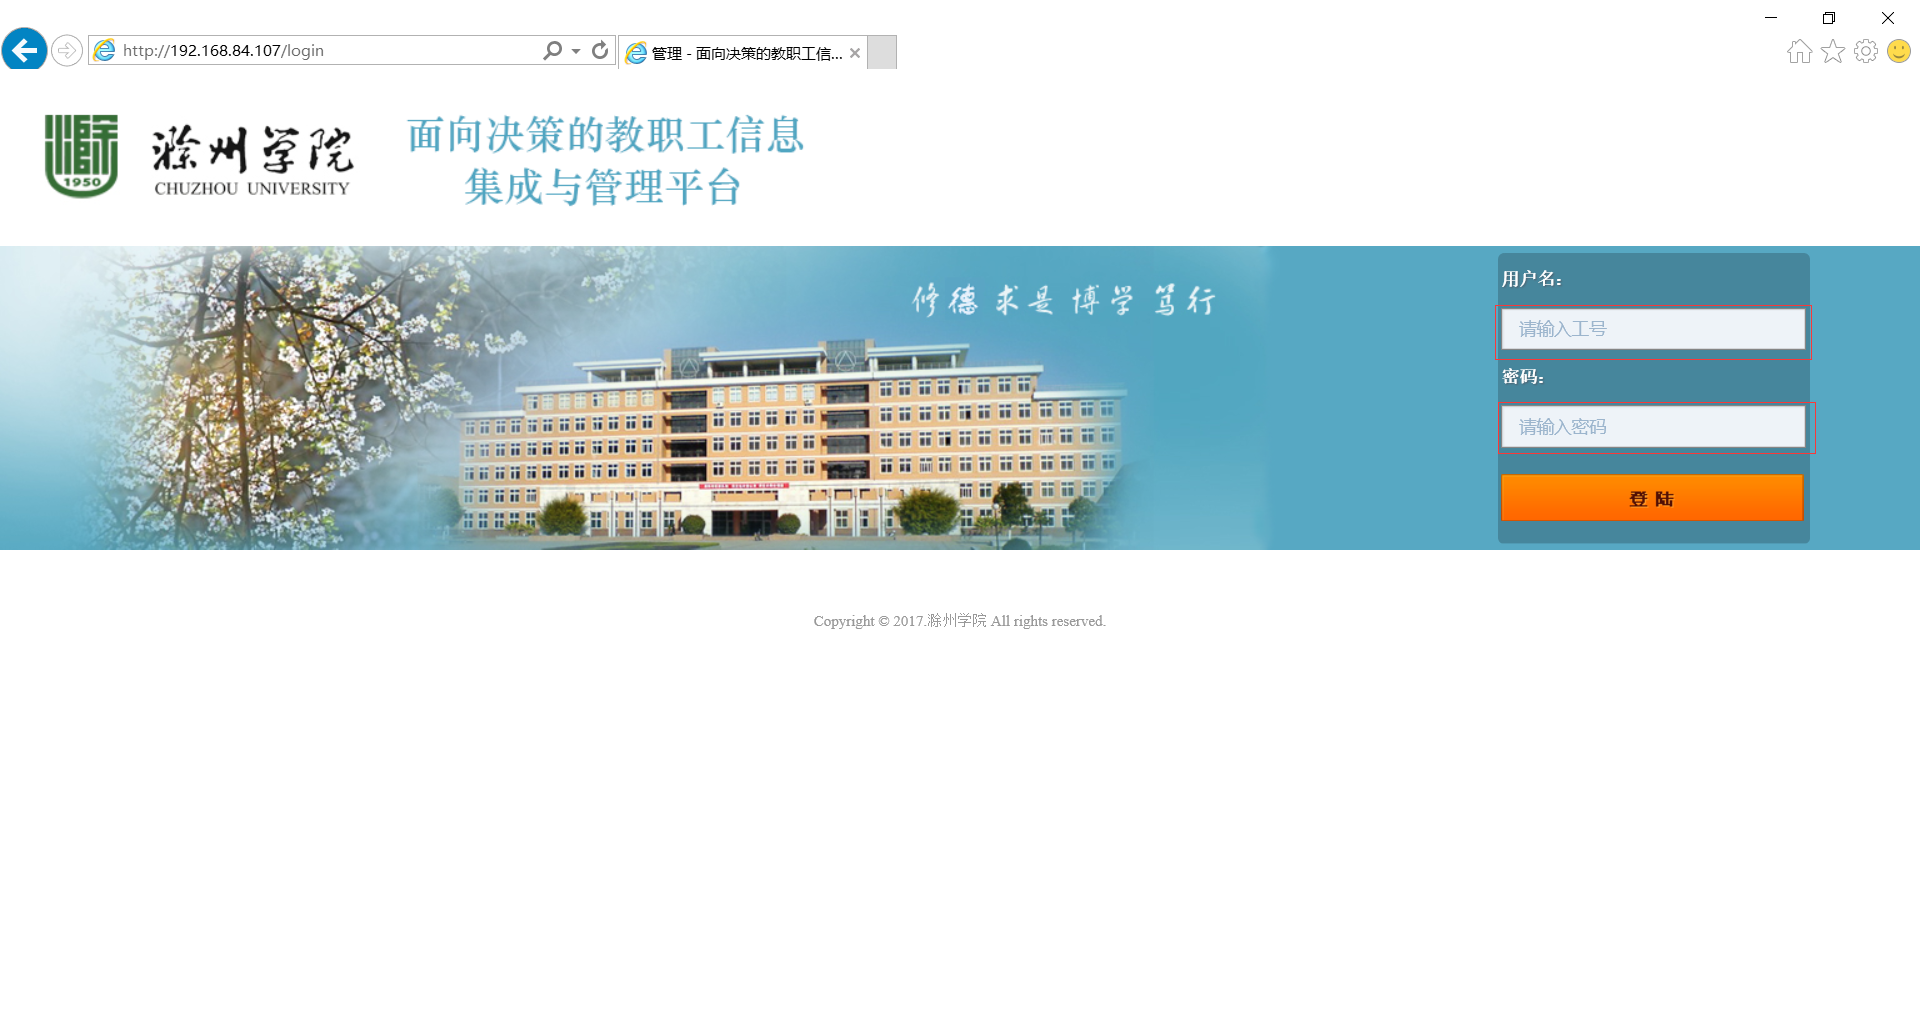 http://192.168.84.107/login
管理 - 面向决策的教职工信...
滁州学院
CHUZHOU UNIVERSITY
1950
面向决策的教职工信息
集成与管理平台
修德 求是 博学 笃行
用户名：
请输入工号
密码：
请输入密码
登 陆
Copyright © 2017.滁州学院 All rights reserved.